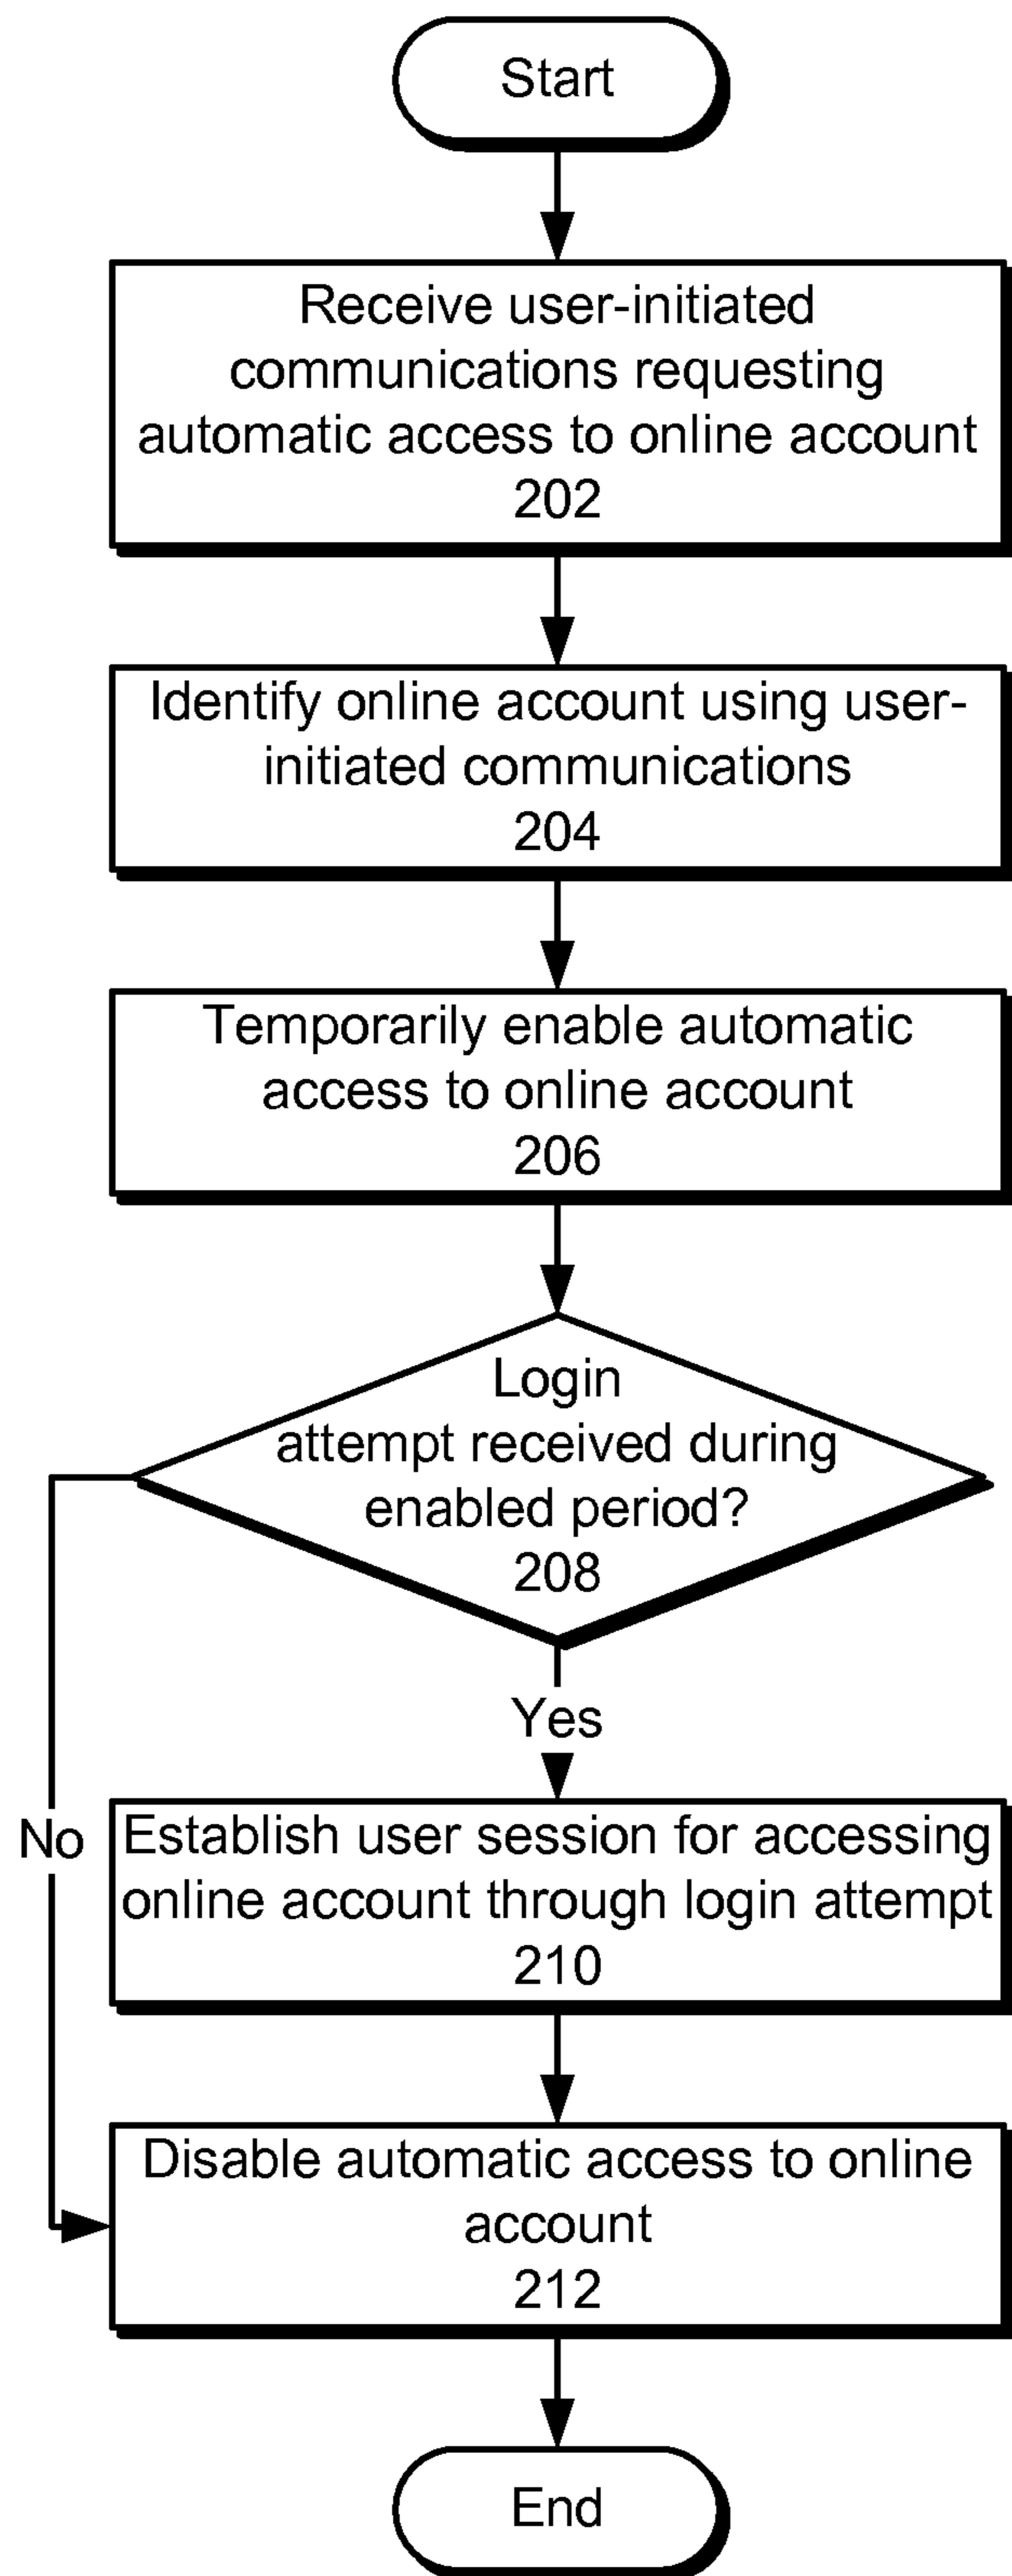 Start
Receive user-initiated
communications requesting
automatic access to online account
202
Identify online account using user-
initiated communications
204
Temporarily enable automatic
access to online account
206
Login
attempt received during
enabled period?
208
Yes
No
Establish user session for accessing
online account through login attempt
210
Disable automatic access to online
account
212
End